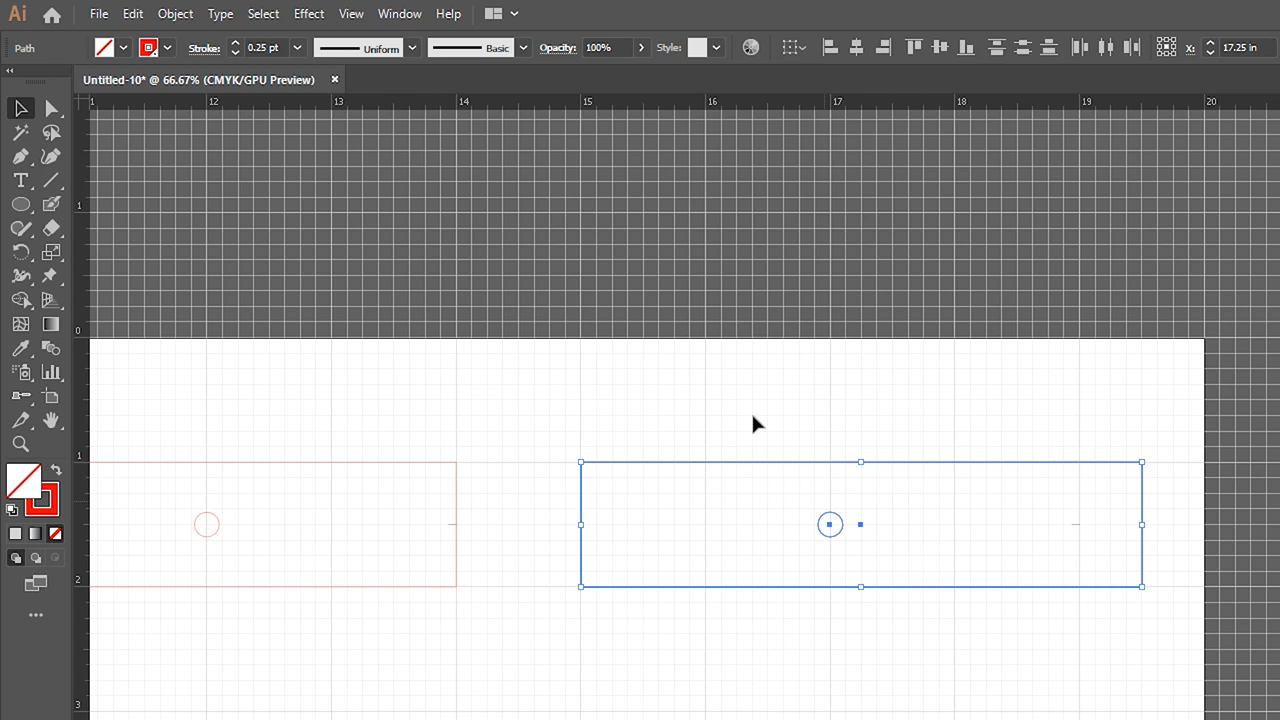 Ai File Edit Object Type Select Effect View Window Help
Path Stroke: 0.25 pt Uniform Basic Opacity: 100% Style: X: 17.25 in
Untitled-10* @ 66.67% (CMYK/GPU Preview) ×
1 12 13 14 15 16 17 18 19 20
1
0
1
2
3